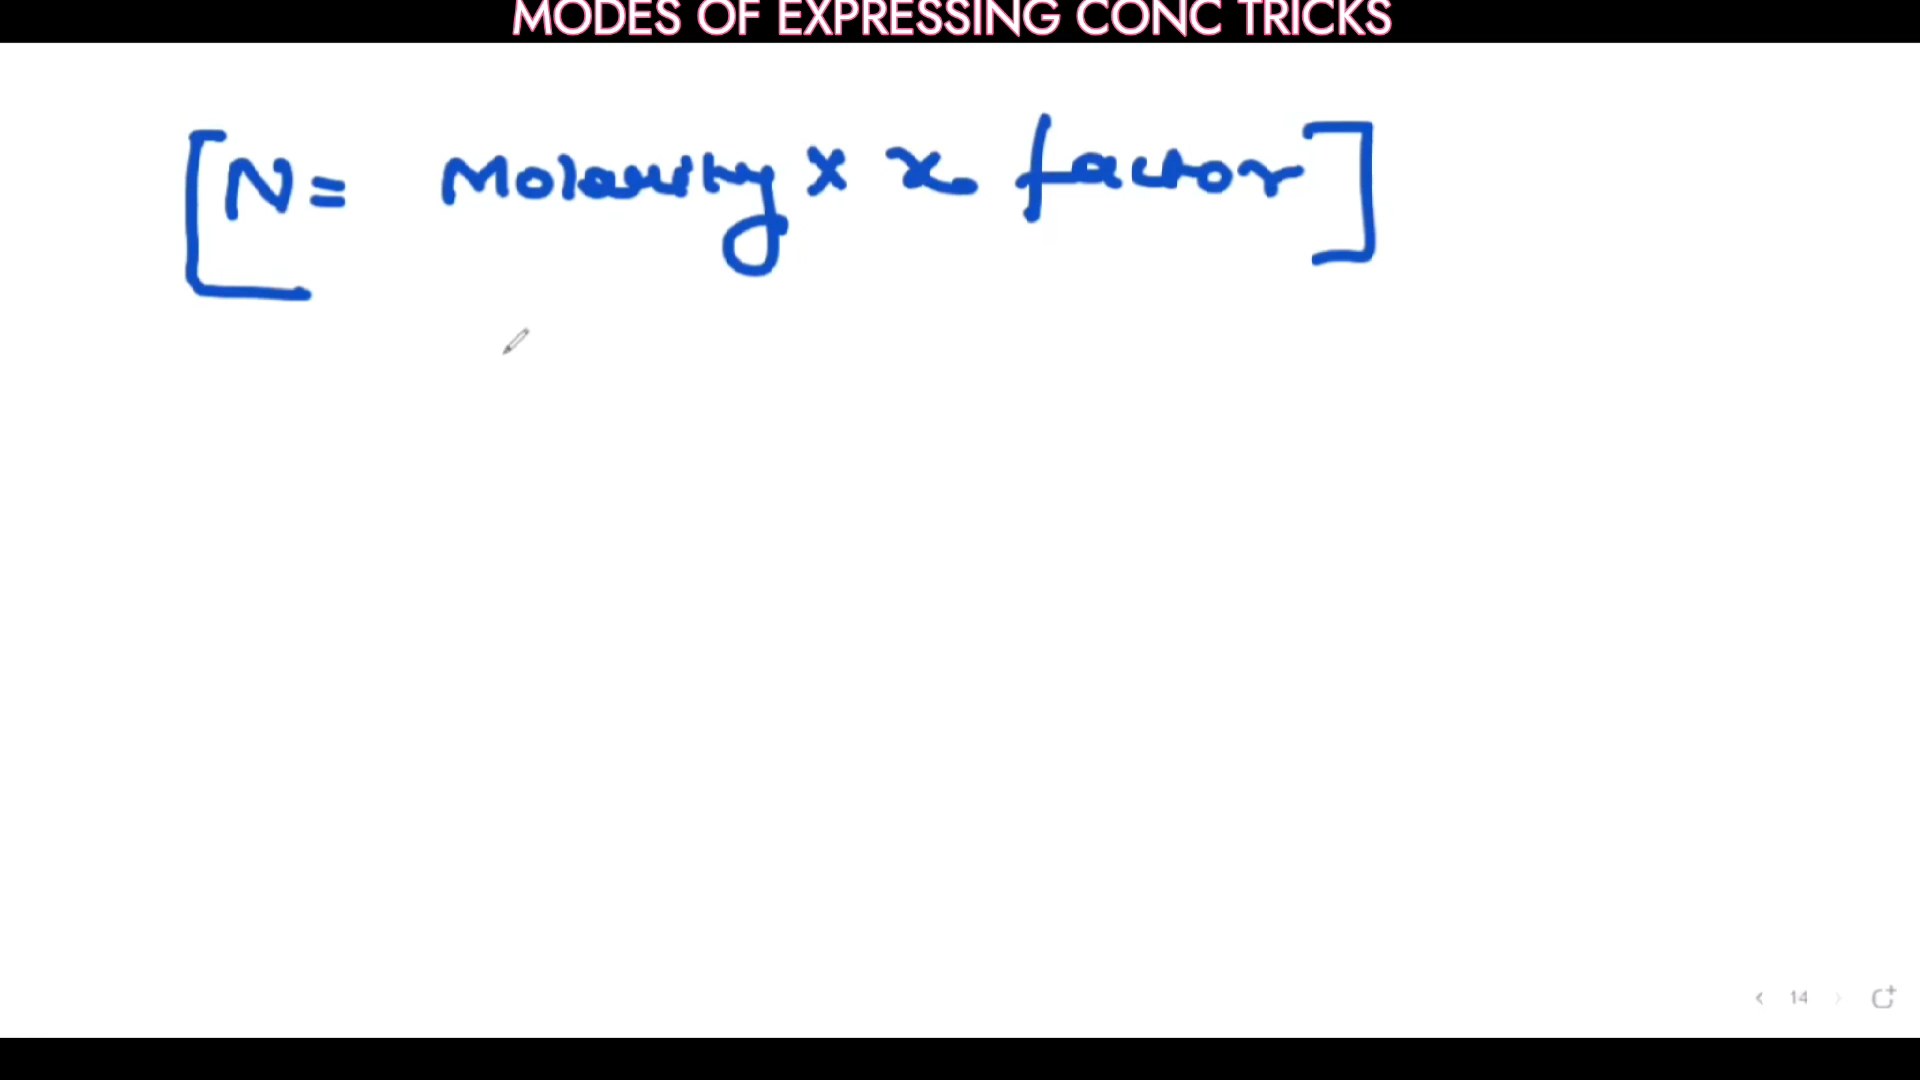 MODES OF EXPRESSING CONC TRICKS
[N = Molarity × x factor]
14